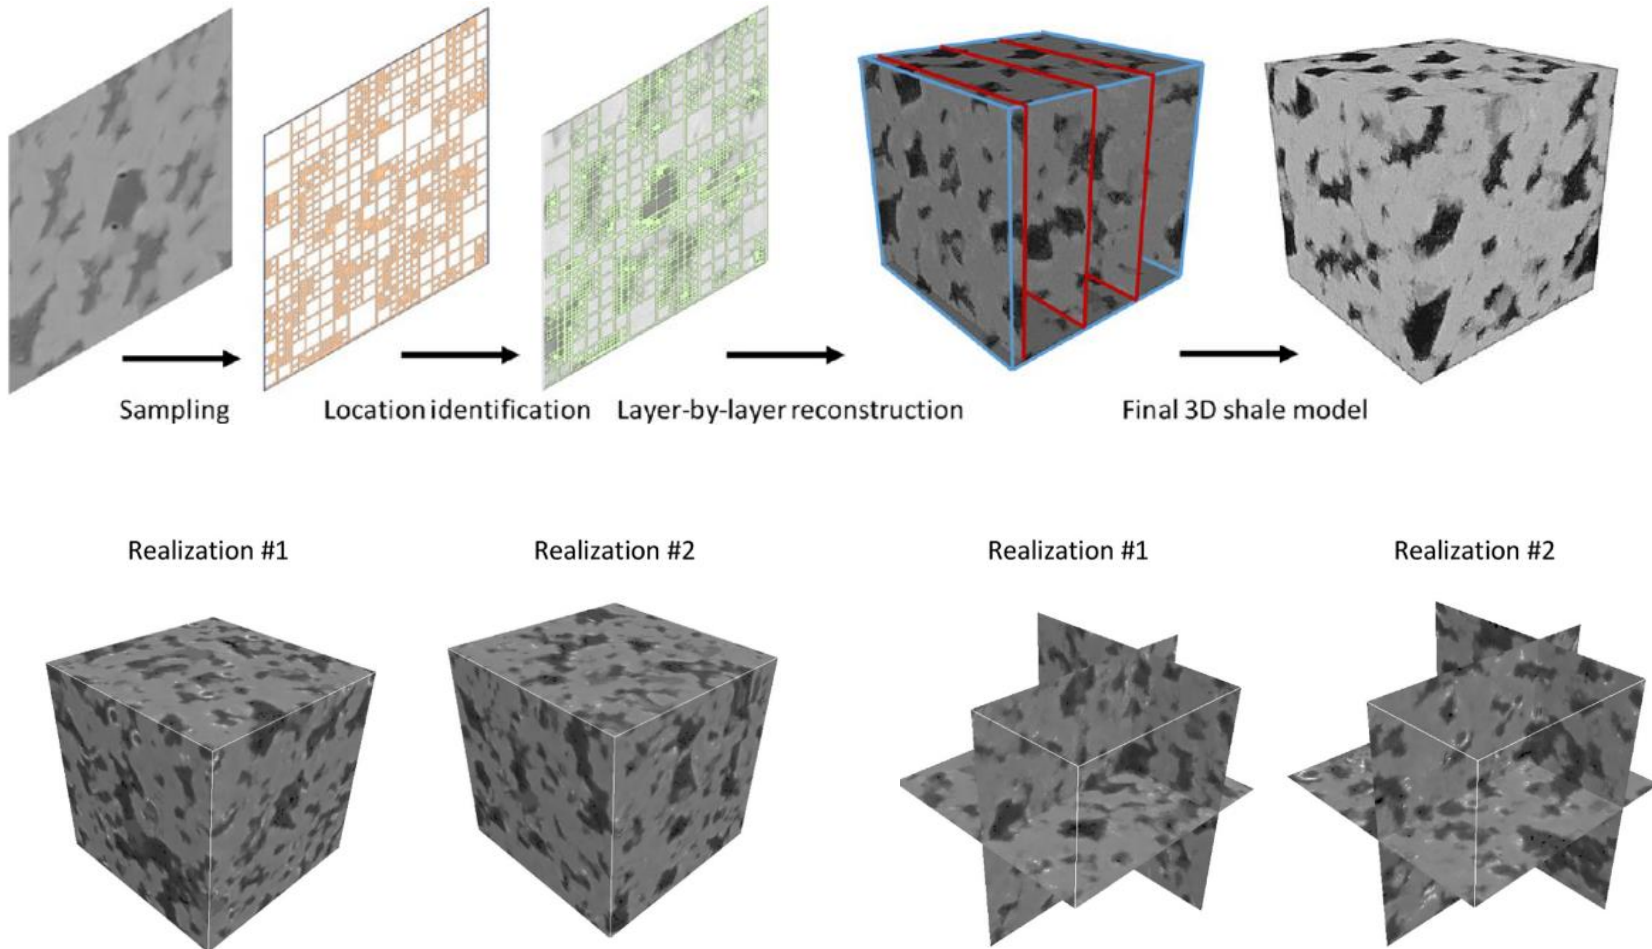 Sampling
Location identification
Layer-by-layer reconstruction
Final 3D shale model
Realization #1
Realization #2
Realization #1
Realization #2